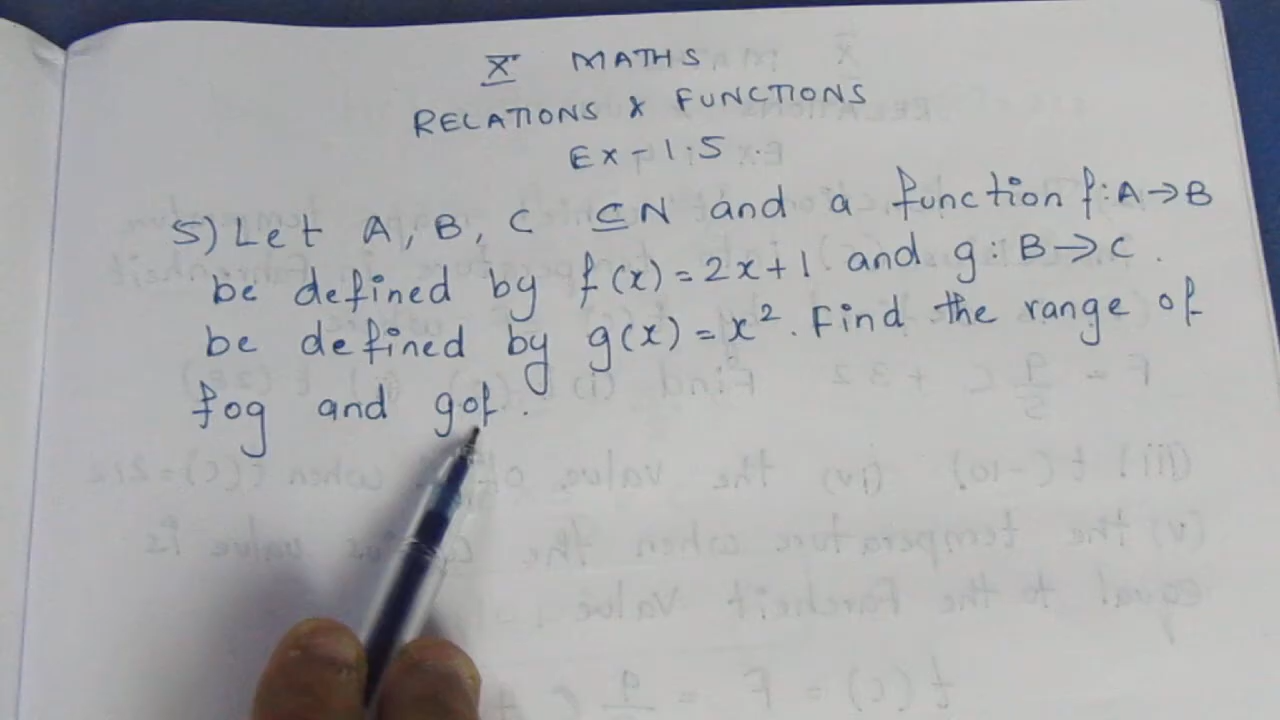 X MATHS
RELATIONS & FUNCTIONS
Ex-1.5
5) Let A, B, C ⊆ N and a function f:A→B
be defined by f(x) = 2x+1 and g: B→C.
be defined by g(x) = x². Find the range of
fog and gof.